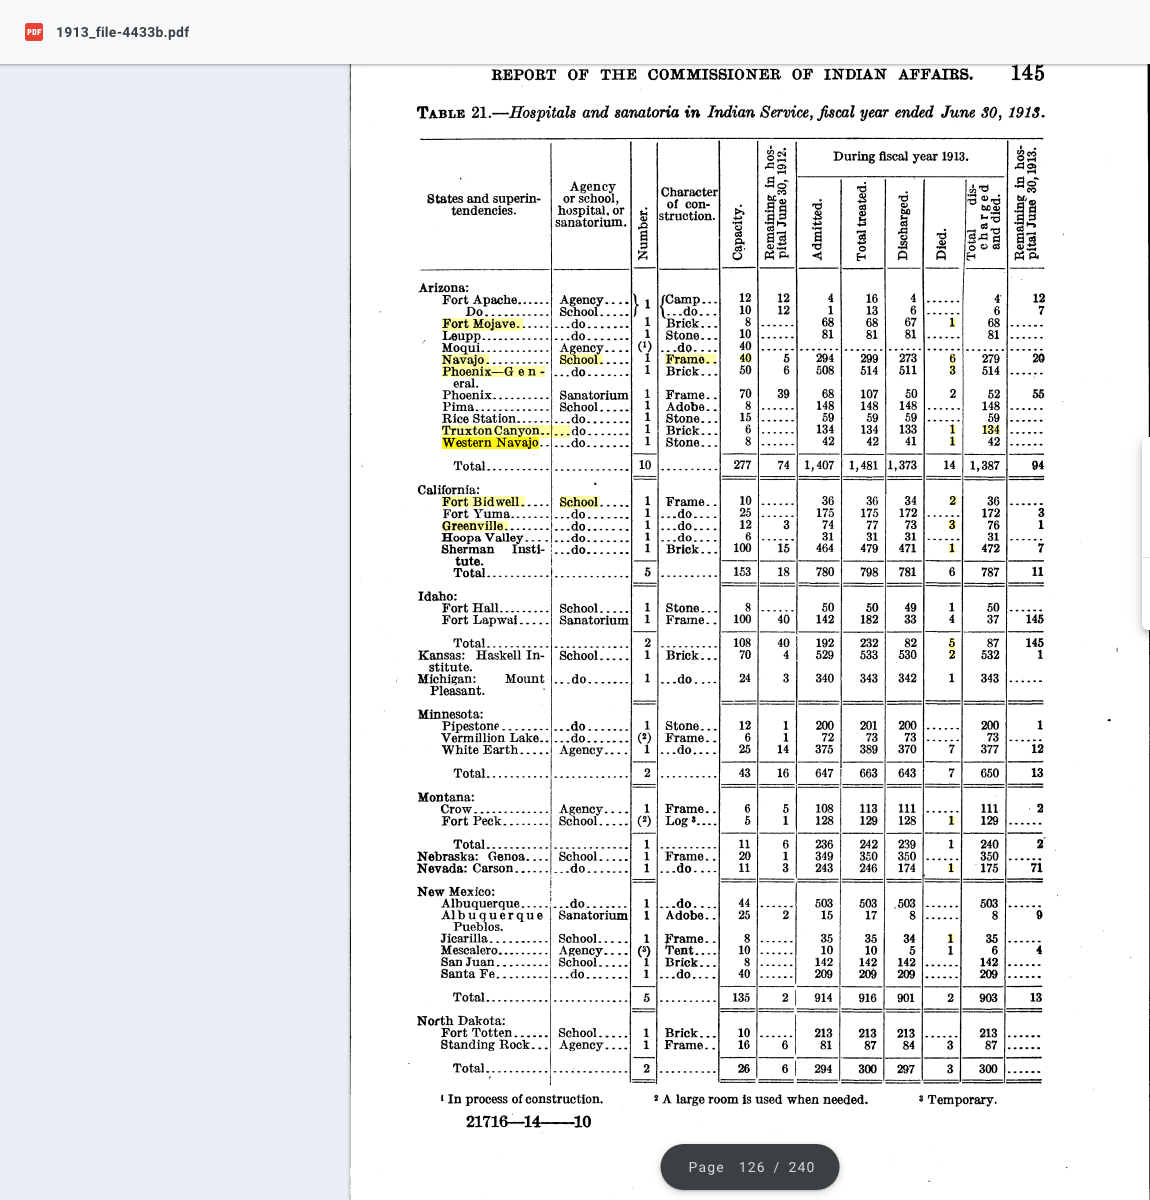 PDF 1913_file-4433b.pdf
REPORT OF THE COMMISSIONER OF INDIAN AFFAIRS. 145
TABLE 21.—Hospitals and sanatoria in Indian Service, fiscal year ended June 30, 1913.
States and superintendencies. Agency or school, hospital, or sanatorium. Number. Character of construction. Capacity. Remaining in hospital June 30, 1912. During fiscal year 1913. Admitted. Total treated. Discharged. Died. Total discharged and died. Remaining in hospital June 30, 1913.
Arizona:
Fort Apache...... Agency.... } 1 {Camp... 12 12 4 16 4 ...... 4 12
Do.......... School..... ...do.... 10 12 1 13 6 ...... 6 7
Fort Mojave...... ...do....... 1 Brick... 8 ...... 68 68 67 1 68 ......
Leupp........... ...do....... 1 Stone... 10 ...... 81 81 81 ...... 81 ......
Moqui........... Agency.... (1) ...do.... 40 ...... ...... ...... ...... ...... ...... ......
Navajo.......... School..... 1 Frame.. 40 5 294 299 273 6 279 20
Phoenix—Gen- ...do....... 1 Brick... 50 6 508 514 511 3 514 ......
eral.
Phoenix.......... Sanatorium 1 Frame.. 70 39 68 107 50 2 52 55
Pima............. School..... 1 Adobe.. 8 ...... 148 148 148 ...... 148 ......
Rice Station...... ...do....... 1 Stone... 15 ...... 59 59 59 ...... 59 ......
Truxton Canyon.. ...do....... 1 Brick... 6 ...... 134 134 133 1 134 ......
Western Navajo.. ...do....... 1 Stone... 8 ...... 42 42 41 1 42 ......
Total........... ............ 10 .......... 277 74 1,407 1,481 1,373 14 1,387 94
California:
Fort Bidwell..... School..... 1 Frame.. 10 ...... 36 36 34 2 36 ......
Fort Yuma....... ...do....... 1 ...do.... 25 ...... 175 175 172 ...... 172 3
Greenville........ ...do....... 1 ...do.... 12 3 74 77 73 3 76 1
Hoopa Valley.... ...do....... 1 ...do.... 6 ...... 31 31 31 ...... 31 ......
Sherman Insti- ...do....... 1 Brick... 100 15 464 479 471 1 472 7
tute.
Total........... ............ 5 .......... 153 18 780 798 781 6 787 11
Idaho:
Fort Hall......... School..... 1 Stone... 8 ...... 50 50 49 1 50 ......
Fort Lapwai..... Sanatorium 1 Frame.. 100 40 142 182 33 4 37 145
Total........... ............ 2 .......... 108 40 192 232 82 5 87 145
Kansas: Haskell In- School..... 1 Brick... 70 4 529 533 530 2 532 1
stitute.
Michigan: Mount ...do....... 1 ...do.... 24 3 340 343 342 1 343 ......
Pleasant.
Minnesota:
Pipestone........ ...do....... 1 Stone... 12 1 200 201 200 ...... 200 1
Vermillion Lake.. ...do....... (2) Frame.. 6 1 72 73 73 ...... 73 ......
White Earth..... Agency.... 1 ...do.... 25 14 375 389 370 7 377 12
Total........... ............ 2 .......... 43 16 647 663 643 7 650 13
Montana:
Crow............. Agency.... 1 Frame.. 6 5 108 113 111 ...... 111 2
Fort Peck........ School..... (2) Log 3.... 5 1 128 129 128 1 129 ......
Total........... ............ 1 .......... 11 6 236 242 239 1 240 2
Nebraska: Genoa.... School..... 1 Frame.. 20 1 349 350 350 ...... 350 ......
Nevada: Carson..... ...do....... 1 ...do.... 11 3 243 246 174 1 175 71
New Mexico:
Albuquerque..... ...do....... 1 ...do.... 44 ...... 503 503 503 ...... 503 ......
Albuquerque Sanatorium 1 Adobe.. 25 2 15 17 8 ...... 8 9
Pueblos.
Jicarilla.......... School..... 1 Frame.. 8 ...... 35 35 34 1 35 ......
Mescalero........ Agency.... (3) Tent.... 10 ...... 10 10 5 1 6 4
San Juan......... School..... 1 Brick... 8 ...... 142 142 142 ...... 142 ......
Santa Fe......... ...do....... 1 ...do.... 40 ...... 209 209 209 ...... 209 ......
Total........... ............ 5 .......... 135 2 914 916 901 2 903 13
North Dakota:
Fort Totten...... School..... 1 Brick... 10 ...... 213 213 213 ...... 213 ......
Standing Rock... Agency.... 1 Frame.. 16 6 81 87 84 3 87 ......
Total........... ............ 2 .......... 26 6 294 300 297 3 300 ......
1 In process of construction. 2 A large room is used when needed. 3 Temporary.
21716—14——10
Page 126 / 240